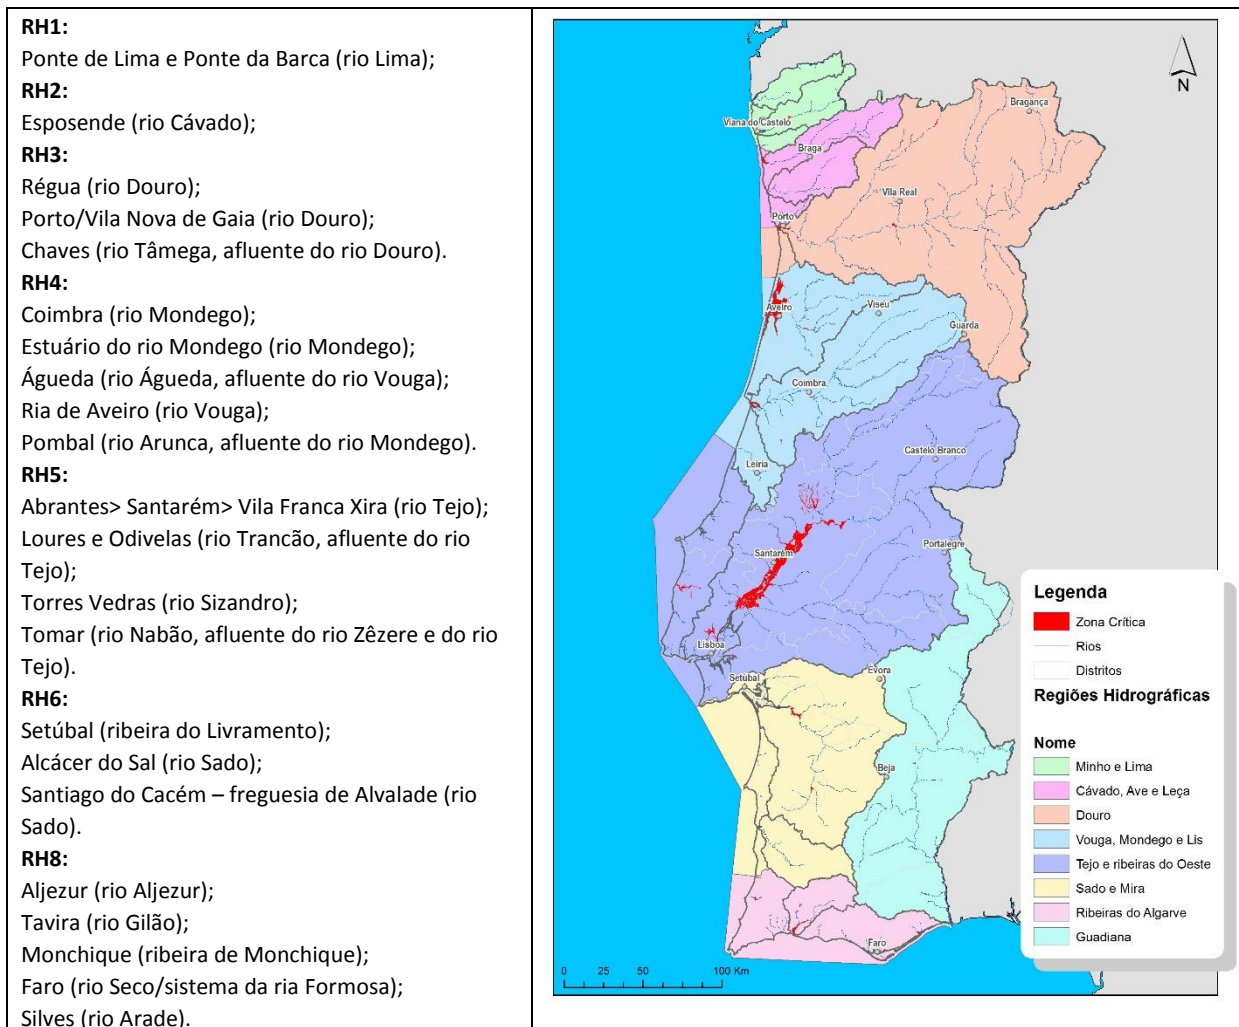 RH1:
Ponte de Lima e Ponte da Barca (rio Lima);
RH2:
Esposende (rio Cávado);
RH3:
Régua (rio Douro);
Porto/Vila Nova de Gaia (rio Douro);
Chaves (rio Tâmega, afluente do rio Douro).
RH4:
Coimbra (rio Mondego);
Estuário do rio Mondego (rio Mondego);
Águeda (rio Águeda, afluente do rio Vouga);
Ria de Aveiro (rio Vouga);
Pombal (rio Arunca, afluente do rio Mondego).
RH5:
Abrantes> Santarém> Vila Franca Xira (rio Tejo);
Loures e Odivelas (rio Trancão, afluente do rio
Tejo);
Torres Vedras (rio Sizandro);
Tomar (rio Nabão, afluente do rio Zêzere e do rio
Tejo).
RH6:
Setúbal (ribeira do Livramento);
Alcácer do Sal (rio Sado);
Santiago do Cacém – freguesia de Alvalade (rio
Sado).
RH8:
Aljezur (rio Aljezur);
Tavira (rio Gilão);
Monchique (ribeira de Monchique);
Faro (rio Seco/sistema da ria Formosa);
Silves (rio Arade).
N
Bragança
Viana do Castelo
Braga
Vila Real
Porto
Aveiro
Viseu
Guarda
Coimbra
Castelo Branco
Leiria
Portalegre
Santarém
Lisboa
Setúbal
Évora
Beja
Faro
0 25 50 100 Km
Legenda
Zona Crítica
Rios
Distritos
Regiões Hidrográficas
Nome
Minho e Lima
Cávado, Ave e Leça
Douro
Vouga, Mondego e Lis
Tejo e ribeiras do Oeste
Sado e Mira
Ribeiras do Algarve
Guadiana